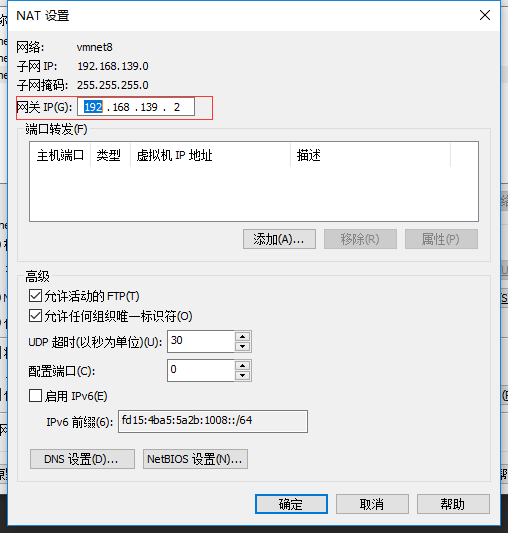 NAT 设置
网络: vmnet8
子网 IP: 192.168.139.0
子网掩码: 255.255.255.0
网关 IP(G): 192 . 168 . 139 . 2
端口转发(F)
主机端口 类型 虚拟机 IP 地址 描述
添加(A)... 移除(R) 属性(P)
高级
允许活动的 FTP(T)
允许任何组织唯一标识符(O)
UDP 超时(以秒为单位)(U): 30
配置端口(C): 0
启用 IPv6(E)
IPv6 前缀(6): fd15:4ba5:5a2b:1008::/64
DNS 设置(D)... NetBIOS 设置(N)...
确定 取消 帮助